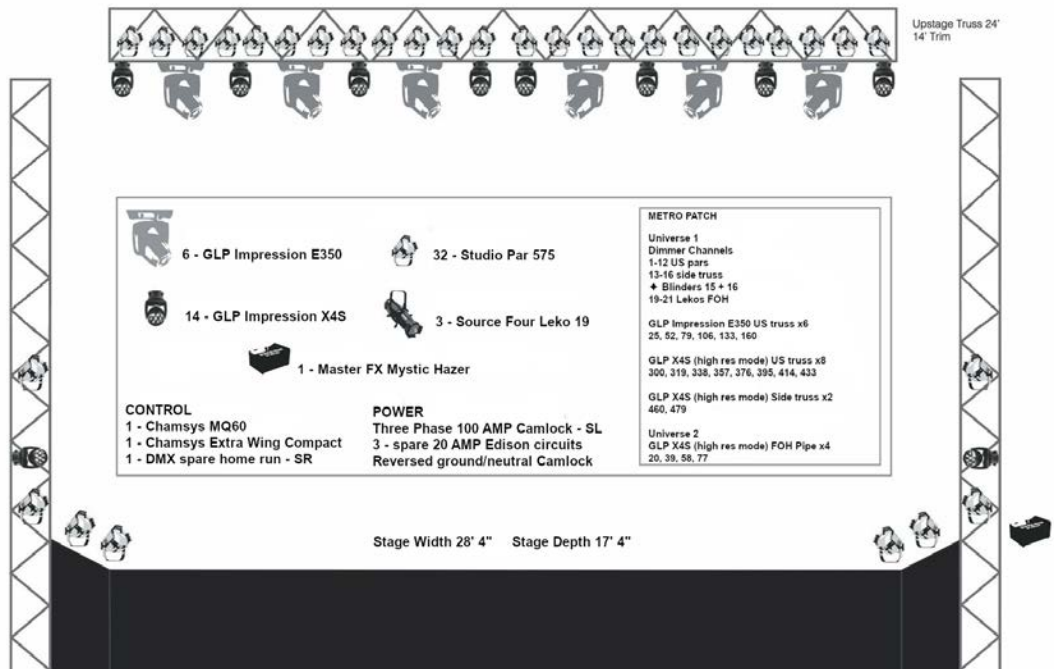 Upstage Truss 24'
14' Trim
6 - GLP Impression E350
32 - Studio Par 575
14 - GLP Impression X4S
3 - Source Four Leko 19
1 - Master FX Mystic Hazer
CONTROL
1 - Chamsys MQ60
1 - Chamsys Extra Wing Compact
1 - DMX spare home run - SR
POWER
Three Phase 100 AMP Camlock - SL
3 - spare 20 AMP Edison circuits
Reversed ground/neutral Camlock
METRO PATCH
Universe 1
Dimmer Channels
1-12 US pars
13-16 side truss
✦ Blinders 15 + 16
19-21 Lekos FOH
GLP Impression E350 US truss x6
25, 52, 79, 106, 133, 160
GLP X4S (high res mode) US truss x8
300, 319, 338, 357, 376, 395, 414, 433
GLP X4S (high res mode) Side truss x2
460, 479
Universe 2
GLP X4S (high res mode) FOH Pipe x4
20, 39, 58, 77
Stage Width 28' 4" Stage Depth 17' 4"